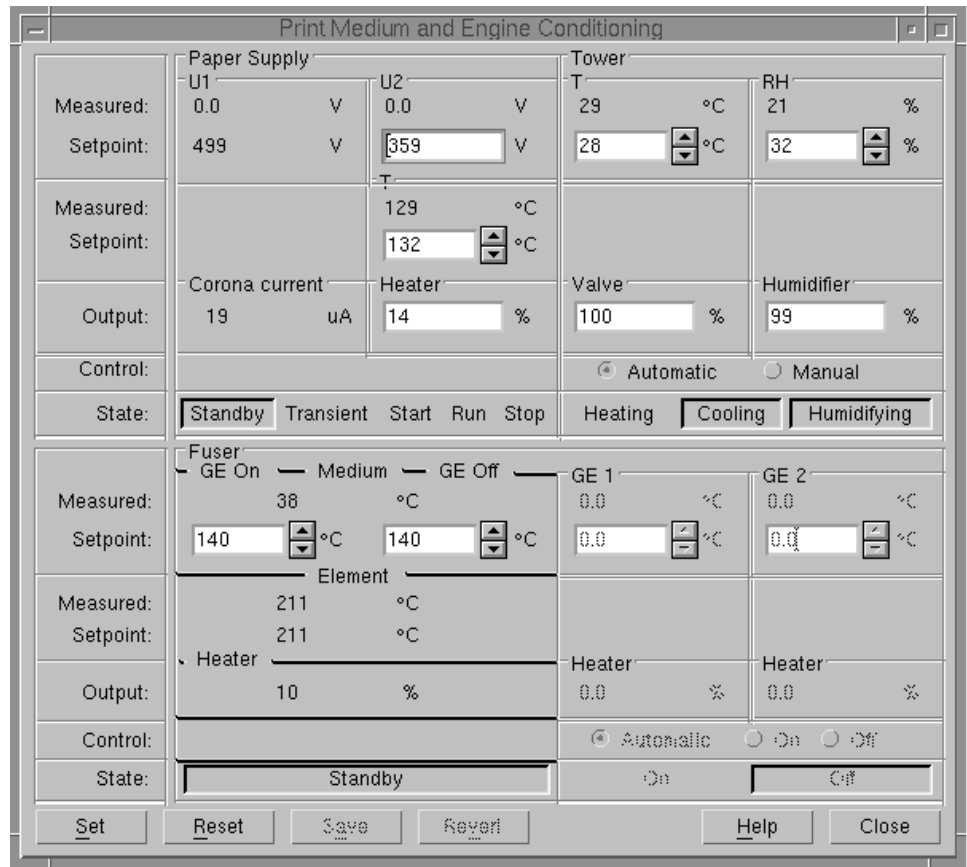 Print Medium and Engine Conditioning
Paper Supply Tower
U1 U2 T RH
Measured: 0.0 V 0.0 V 29 °C 21 %
Setpoint: 499 V 359 V 28 °C 32 %
T
Measured: 129 °C
Setpoint: 132 °C
Corona current Heater Valve Humidifier
Output: 19 uA 14 % 100 % 99 %
Control: Automatic Manual
State: Standby Transient Start Run Stop Heating Cooling Humidifying
Fuser
GE On Medium GE Off GE 1 GE 2
Measured: 38 °C 0.0 °C 0.0 °C
Setpoint: 140 °C 140 °C 0.0 °C 0.0 °C
Element
Measured: 211 °C
Setpoint: 211 °C
Heater Heater Heater
Output: 10 % 0.0 % 0.0 %
Control: Automatic On Off
State: Standby On Off
Set Reset Save Revert Help Close